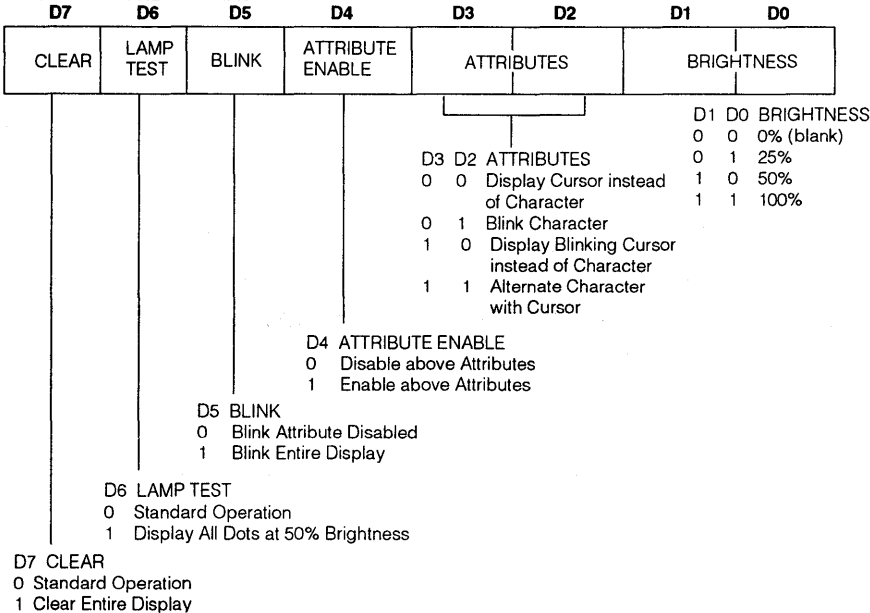 D7 D6 D5 D4 D3 D2 D1 D0
CLEAR
LAMP
TEST
BLINK
ATTRIBUTE
ENABLE
ATTRIBUTES
BRIGHTNESS
D1 D0 BRIGHTNESS
0 0 0% (blank)
0 1 25%
1 0 50%
1 1 100%
D3 D2 ATTRIBUTES
0 0 Display Cursor instead
of Character
0 1 Blink Character
1 0 Display Blinking Cursor
instead of Character
1 1 Alternate Character
with Cursor
D4 ATTRIBUTE ENABLE
0 Disable above Attributes
1 Enable above Attributes
D5 BLINK
0 Blink Attribute Disabled
1 Blink Entire Display
D6 LAMP TEST
0 Standard Operation
1 Display All Dots at 50% Brightness
D7 CLEAR
0 Standard Operation
1 Clear Entire Display